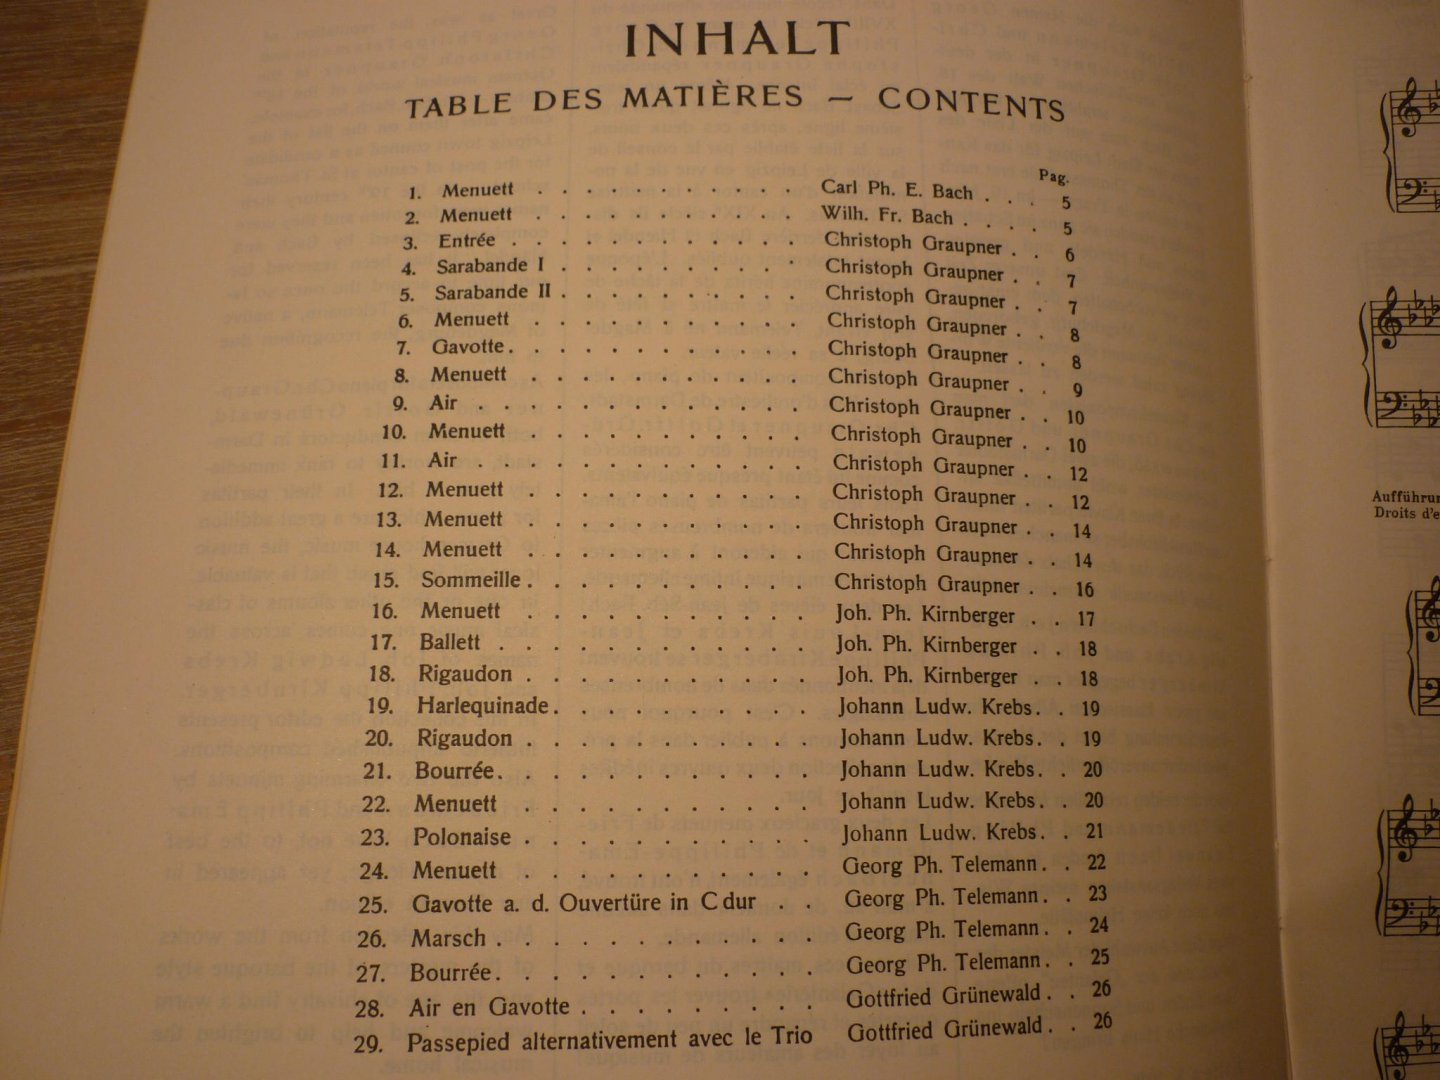 INHALT
TABLE DES MATIÈRES — CONTENTS
Pag.
1. Menuett . . . . . . . . . . . Carl Ph. E. Bach . . . 5
2. Menuett . . . . . . . . . . . Wilh. Fr. Bach . . . . 5
3. Entrée . . . . . . . . . . . . Christoph Graupner . . 6
4. Sarabande I . . . . . . . . . Christoph Graupner . . 7
5. Sarabande II . . . . . . . . . Christoph Graupner . . 7
6. Menuett . . . . . . . . . . . Christoph Graupner . . 8
7. Gavotte . . . . . . . . . . . Christoph Graupner . . 8
8. Menuett . . . . . . . . . . . Christoph Graupner . . 9
9. Air . . . . . . . . . . . . . Christoph Graupner . . 10
10. Menuett . . . . . . . . . . . Christoph Graupner . . 10
11. Air . . . . . . . . . . . . . Christoph Graupner . . 12
12. Menuett . . . . . . . . . . . Christoph Graupner . . 12
13. Menuett . . . . . . . . . . . Christoph Graupner . . 14
14. Menuett . . . . . . . . . . . Christoph Graupner . . 14
15. Sommeille . . . . . . . . . . . Christoph Graupner . . 16
16. Menuett . . . . . . . . . . . Joh. Ph. Kirnberger . . 17
17. Ballett . . . . . . . . . . . . Joh. Ph. Kirnberger . . 18
18. Rigaudon . . . . . . . . . . . Joh. Ph. Kirnberger . . 18
19. Harlequinade . . . . . . . . . . Johann Ludw. Krebs . . 19
20. Rigaudon . . . . . . . . . . . Johann Ludw. Krebs . . 19
21. Bourrée . . . . . . . . . . . . Johann Ludw. Krebs . . 20
22. Menuett . . . . . . . . . . . Johann Ludw. Krebs . . 20
23. Polonaise . . . . . . . . . . . Johann Ludw. Krebs . . 21
24. Menuett . . . . . . . . . . . . Georg Ph. Telemann . . 22
25. Gavotte a. d. Ouvertüre in C dur . . Georg Ph. Telemann . . 23
26. Marsch . . . . . . . . . . . . Georg Ph. Telemann . . 24
27. Bourrée . . . . . . . . . . . . Georg Ph. Telemann . . 25
28. Air en Gavotte . . . . . . . . . Gottfried Grünewald . . 26
29. Passepied alternativement avec le Trio Gottfried Grünewald . . 26
Aufführun
Droits d'e